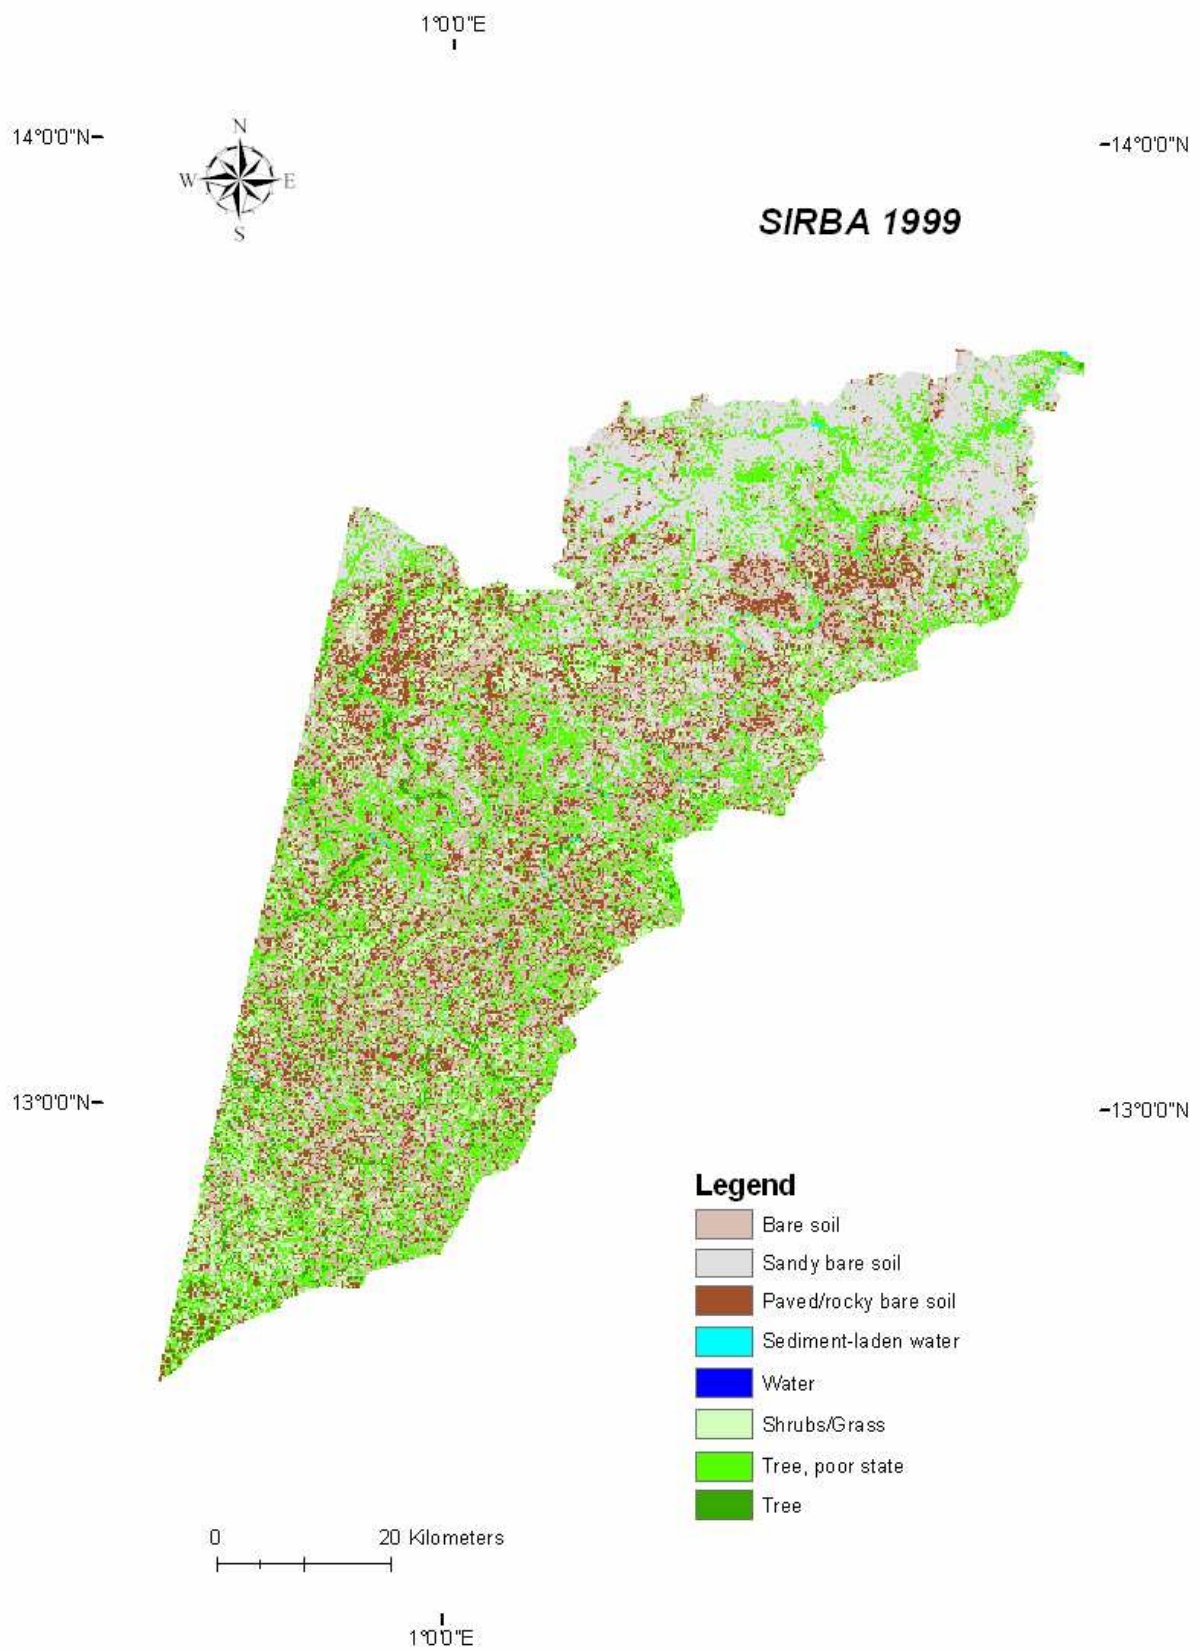 1°0'0"E
14°0'0"N
14°0'0"N
N
W E
S
SIRBA 1999
13°0'0"N
13°0'0"N
Legend
Bare soil
Sandy bare soil
Paved/rocky bare soil
Sediment-laden water
Water
Shrubs/Grass
Tree, poor state
Tree
0 20 Kilometers
1°0'0"E